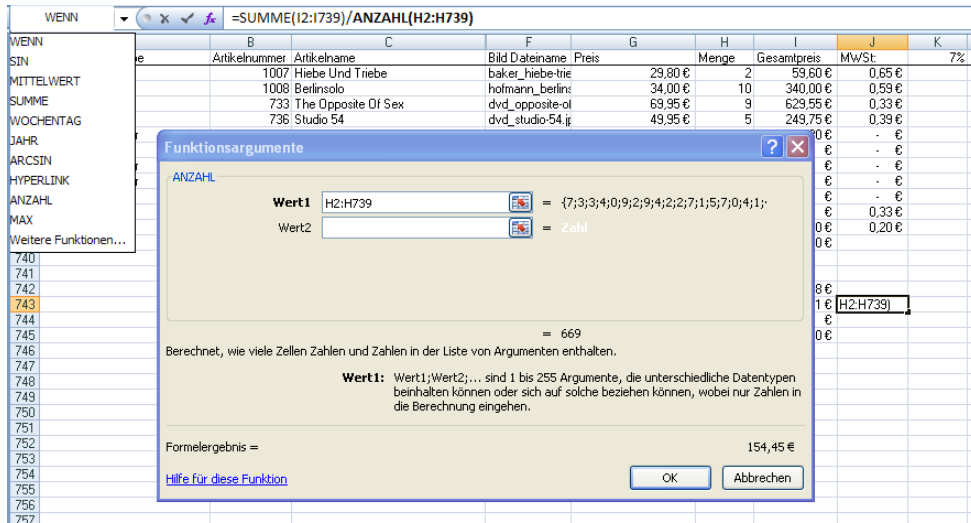 WENN =SUMME(I2:I739)/ANZAHL(H2:H739)
WENN
SIN
MITTELWERT
SUMME
WOCHENTAG
JAHR
ARCSIN
HYPERLINK
ANZAHL
MAX
Weitere Funktionen...
B C F G H I J K
Artikelnummer Artikelname Bild Dateiname Preis Menge Gesamtpreis MWSt: 7%
1007 Hiebe Und Triebe baker_hiebe-trie 29,80 € 2 59,60 € 0,65 €
1008 Berlinsolo hofmann_berlins 34,00 € 10 340,00 € 0,59 €
733 The Opposite Of Sex dvd_opposite-of 69,95 € 9 629,55 € 0,33 €
736 Studio 54 dvd_studio-54.jp 49,95 € 5 249,75 € 0,39 €
0 € - €
€ - €
€ - €
€ - €
€ - €
€ 0,33 €
0 € 0,20 €
740 0 €
741
742 8 €
743 1 € H2:H739)
744 €
745 0 €
746
747
748
749
750
751
752
753
754
755
756
757
Funktionsargumente
ANZAHL
Wert1 H2:H739 = {7;3;3;4;0;9;2;9;4;2;2;7;1;5;7;0;4;1;
Wert2 = Zahl
= 669
Berechnet, wie viele Zellen Zahlen und Zahlen in der Liste von Argumenten enthalten.
Wert1: Wert1;Wert2;... sind 1 bis 255 Argumente, die unterschiedliche Datentypen
beinhalten können oder sich auf solche beziehen können, wobei nur Zahlen in
die Berechnung eingehen.
Formelergebnis = 154,45 €
Hilfe für diese Funktion OK Abbrechen